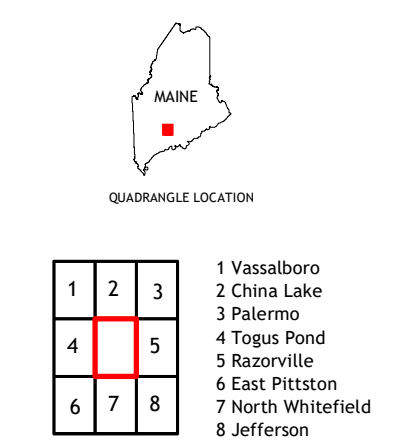 MAINE
QUADRANGLE LOCATION
1 2 3
4 5
6 7 8
1 Vassalboro
2 China Lake
3 Palermo
4 Togus Pond
5 Razorville
6 East Pittston
7 North Whitefield
8 Jefferson